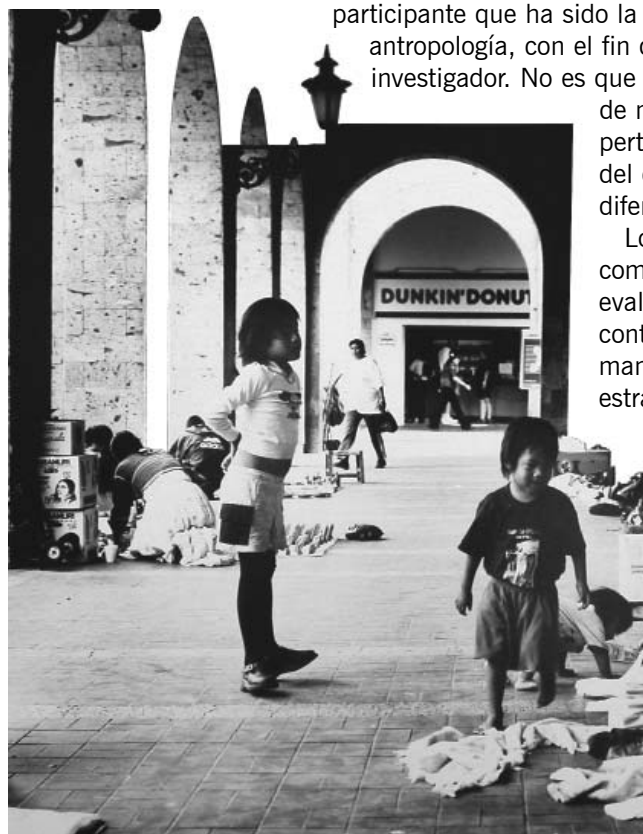 participante que ha sido la
antropología, con el fin
investigador. No es que
de
pert
del
difer
Lo
com
eval
cont
man
estra
DUNKIN'DONUT